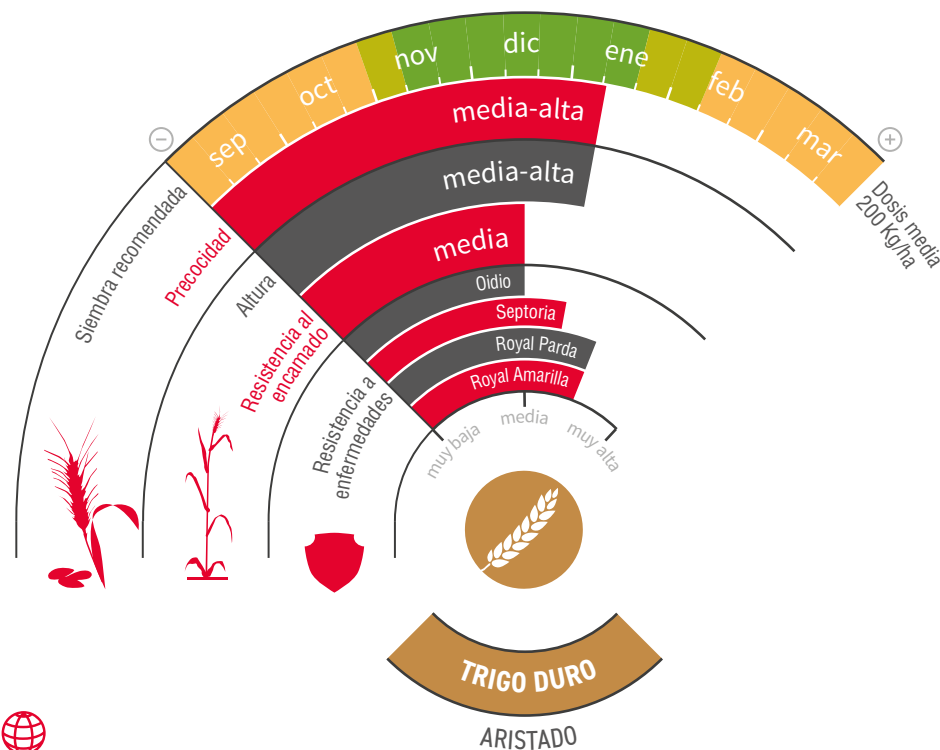 sep
oct
nov
dic
ene
feb
mar
−
+
Siembra recomendada
Dosis media
200 Kg/ha
Precocidad
media-alta
Altura
media-alta
Resistencia al
encamado
media
Resistencia a
enfermedades
Oidio
Septoria
Royal Parda
Royal Amarilla
muy baja
media
muy alta
TRIGO DURO
ARISTADO